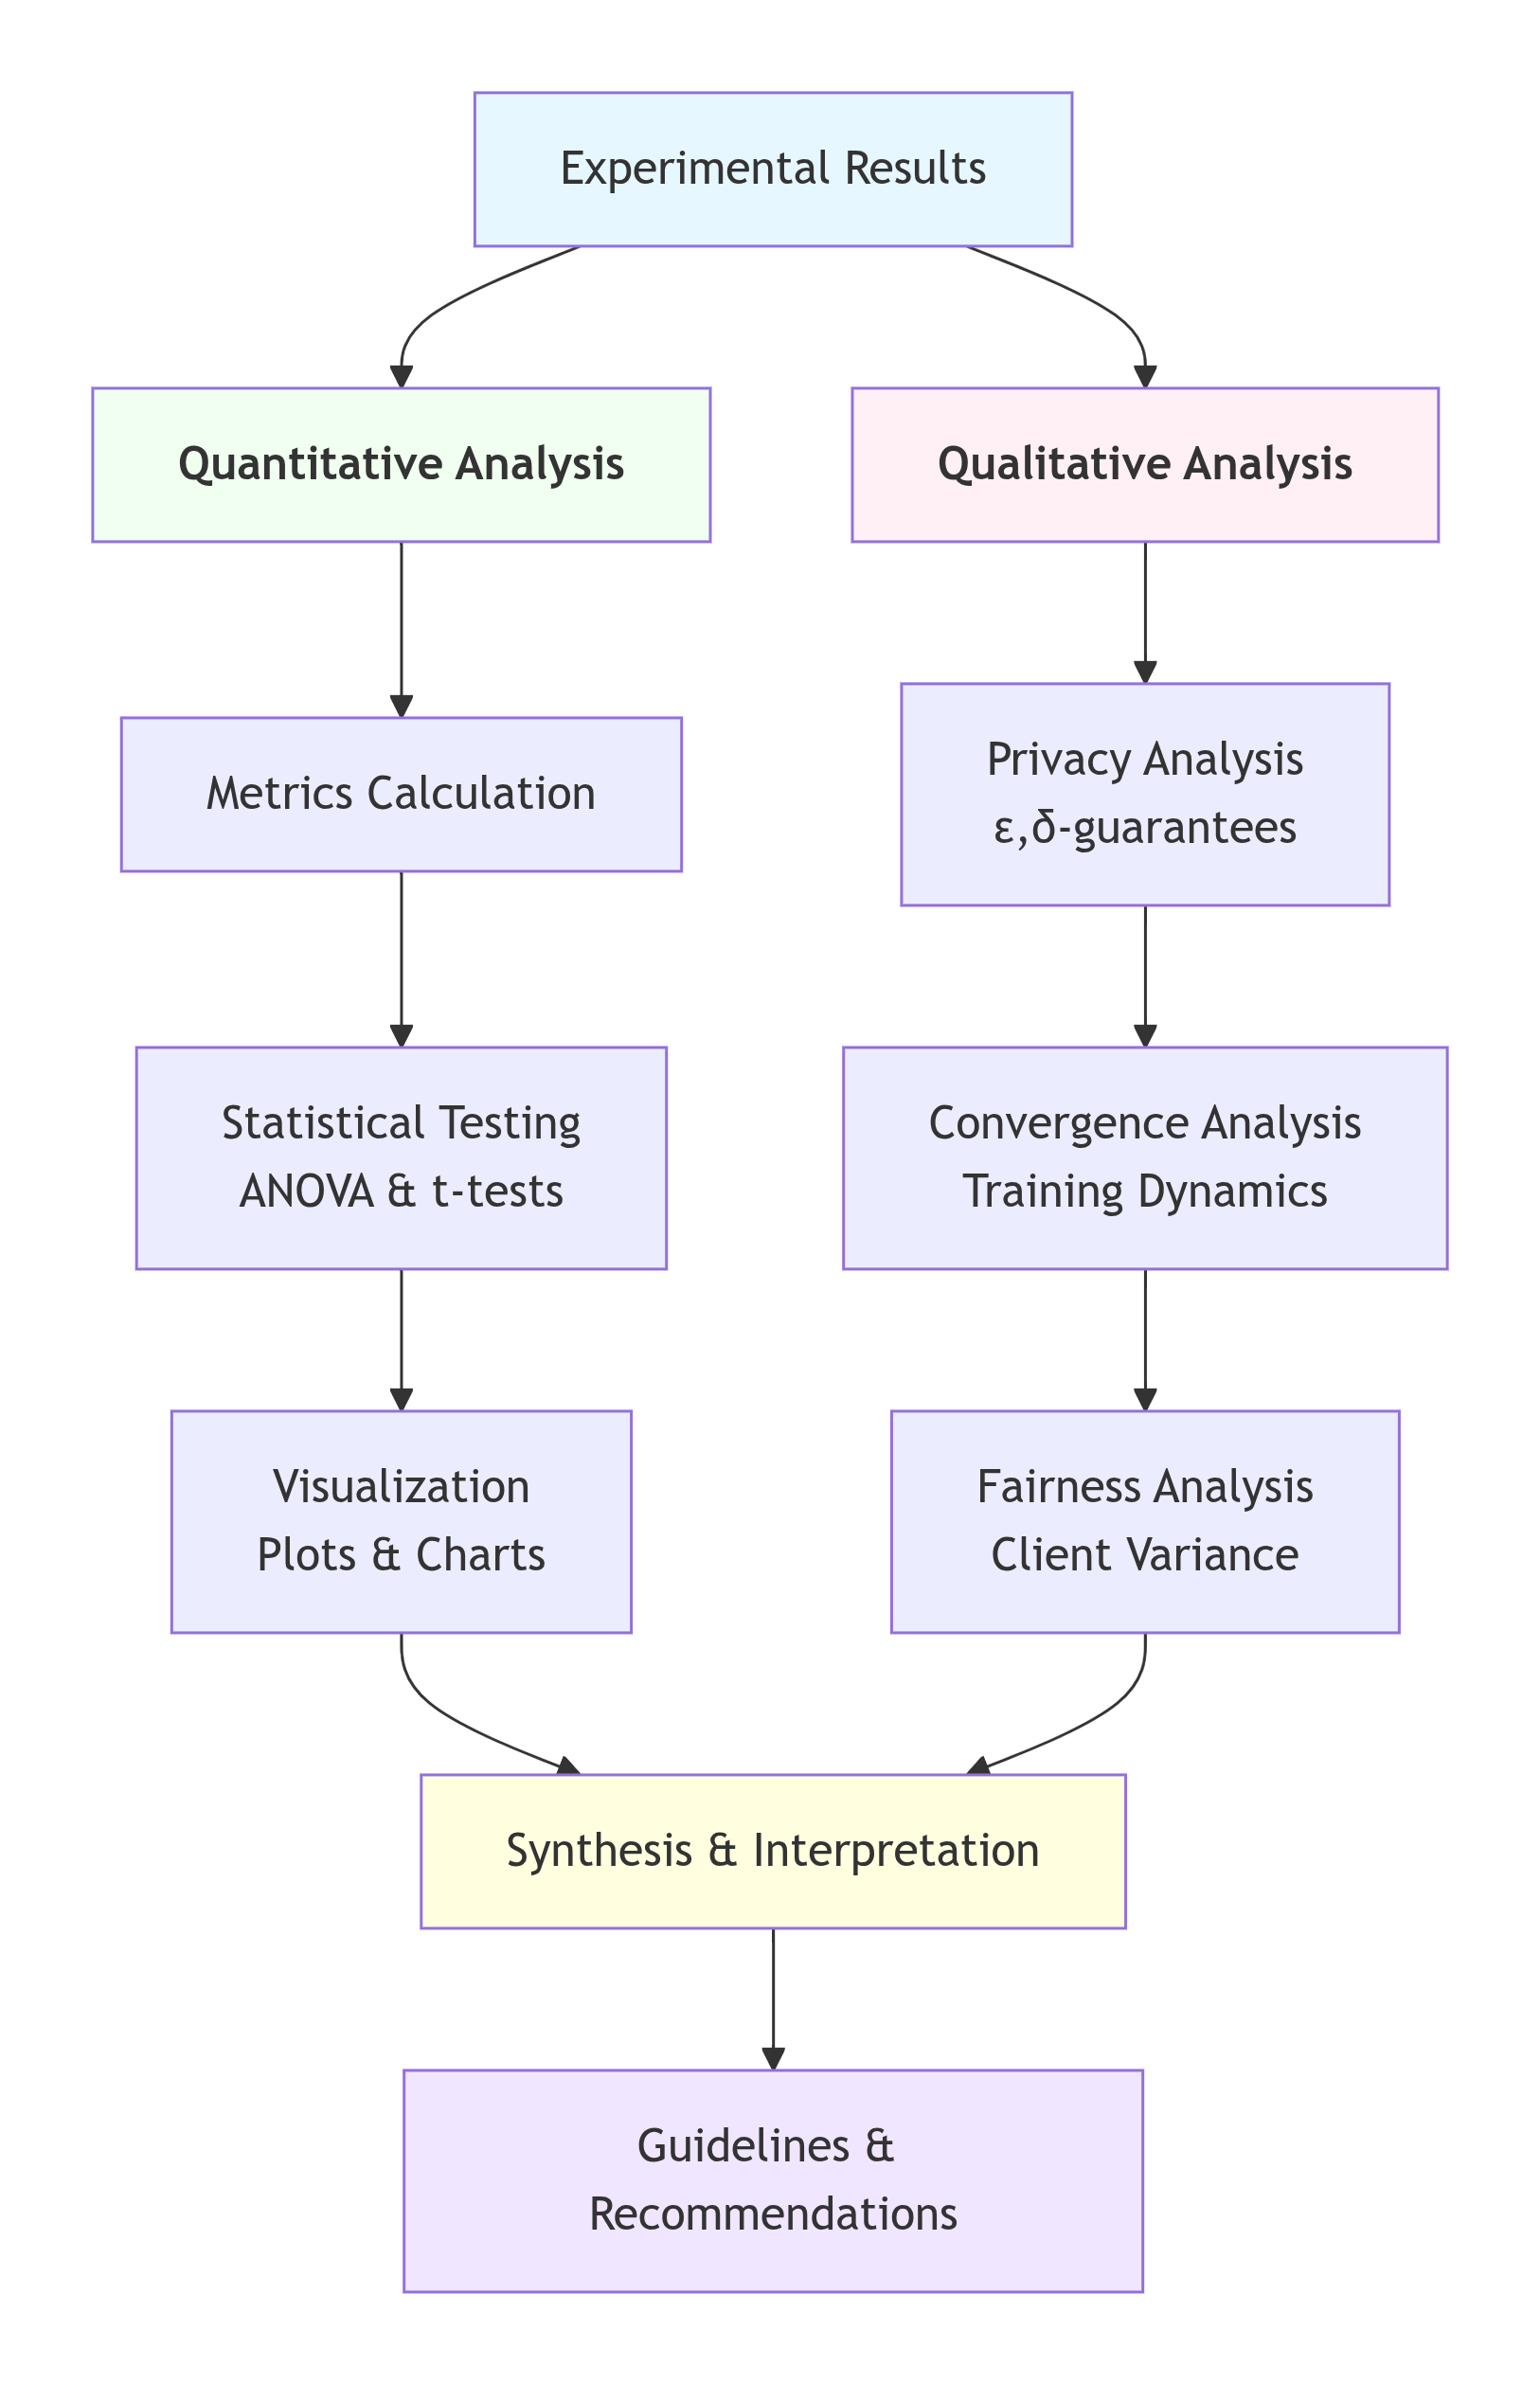 Experimental Results
Quantitative Analysis
Qualitative Analysis
Metrics Calculation
Privacy Analysis
ε,δ-guarantees
Statistical Testing
ANOVA & t-tests
Convergence Analysis
Training Dynamics
Visualization
Plots & Charts
Fairness Analysis
Client Variance
Synthesis & Interpretation
Guidelines &
Recommendations